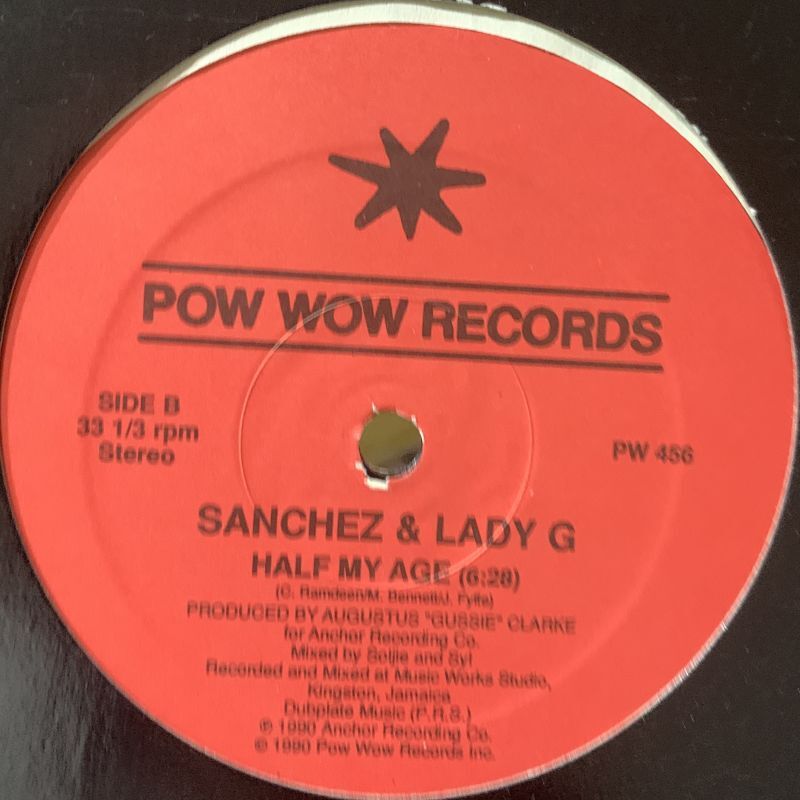 POW WOW RECORDS
SIDE B
33 1/3 rpm
Stereo
PW 456
SANCHEZ & LADY G
HALF MY AGE (6:28)
(C. Ramdeen/M. Bennett/J. Fyffe)
PRODUCED BY AUGUSTUS "GUSSIE" CLARKE
for Anchor Recording Co.
Mixed by Soljie and Syl
Recorded and Mixed at Music Works Studio,
Kingston, Jamaica
Dubplate Music (P.R.S.)
℗ 1990 Anchor Recording Co.
© 1990 Pow Wow Records Inc.